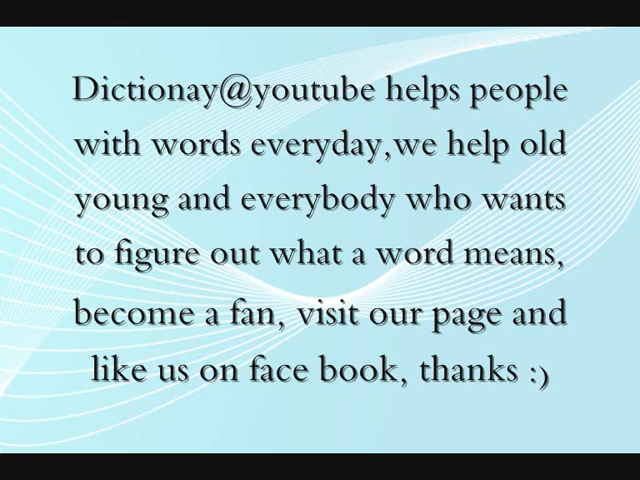 Dictionay@youtube helps people
with words everyday,we help old
young and everybody who wants
to figure out what a word means,
become a fan, visit our page and
like us on face book, thanks :)